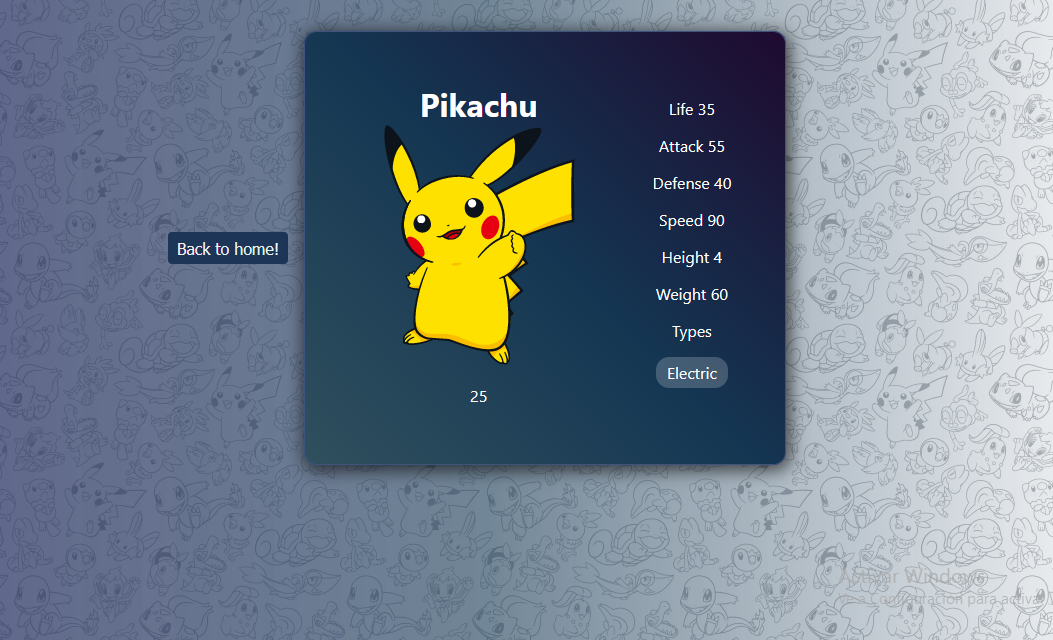 Pikachu
Life 35
Attack 55
Defense 40
Speed 90
Back to home!
Height 4
Weight 60
Types
Electric
25
Activar Windows
Ve a Configuración para activar